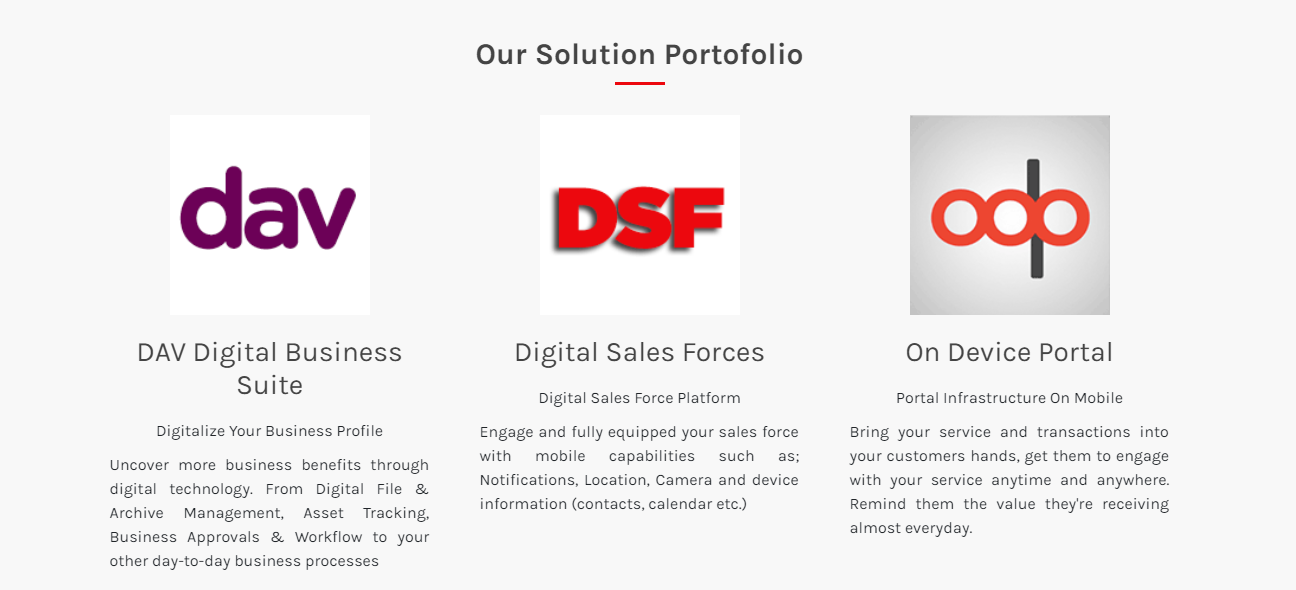 Our Solution Portofolio
dav
DSF
odp
DAV Digital Business
Suite
Digitalize Your Business Profile
Uncover more business benefits through
digital technology. From Digital File &
Archive Management, Asset Tracking,
Business Approvals & Workflow to your
other day-to-day business processes
Digital Sales Forces
Digital Sales Force Platform
Engage and fully equipped your sales force
with mobile capabilities such as;
Notifications, Location, Camera and device
information (contacts, calendar etc.)
On Device Portal
Portal Infrastructure On Mobile
Bring your service and transactions into
your customers hands, get them to engage
with your service anytime and anywhere.
Remind them the value they're receiving
almost everyday.